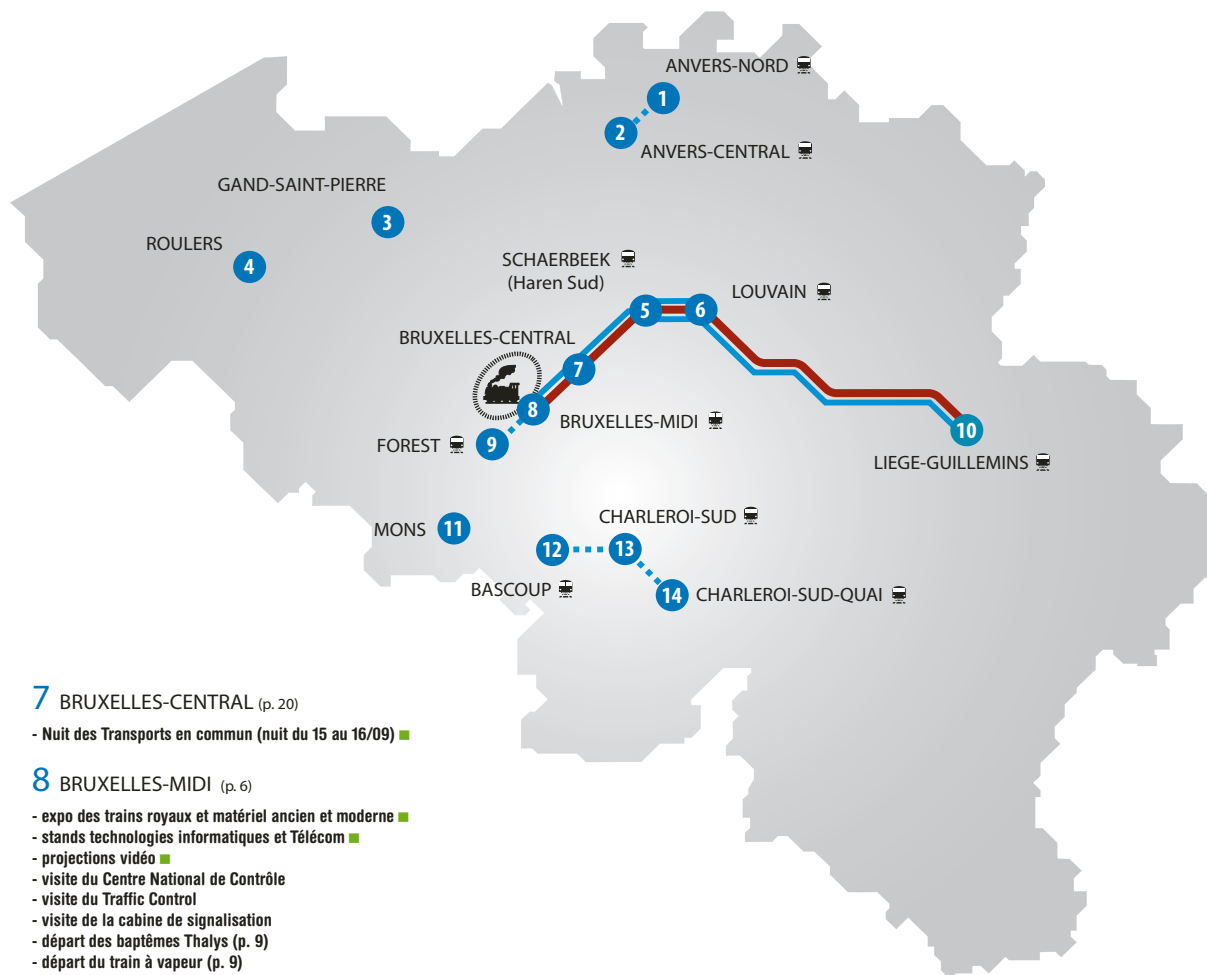 ANVERS-NORD
1
2
ANVERS-CENTRAL
GAND-SAINT-PIERRE
3
ROULERS
4
SCHAERBEEK
(Haren Sud)
LOUVAIN
5
6
BRUXELLES-CENTRAL
7
8
BRUXELLES-MIDI
FOREST
9
10
LIEGE-GUILLEMINS
MONS
11
CHARLEROI-SUD
12
13
BASCOUP
14
CHARLEROI-SUD-QUAI
7 BRUXELLES-CENTRAL (p. 20)
- Nuit des Transports en commun (nuit du 15 au 16/09)
8 BRUXELLES-MIDI (p. 6)
- expo des trains royaux et matériel ancien et moderne
- stands technologies informatiques et Télécom
- projections vidéo
- visite du Centre National de Contrôle
- visite du Traffic Control
- visite de la cabine de signalisation
- départ des baptêmes Thalys (p. 9)
- départ du train à vapeur (p. 9)